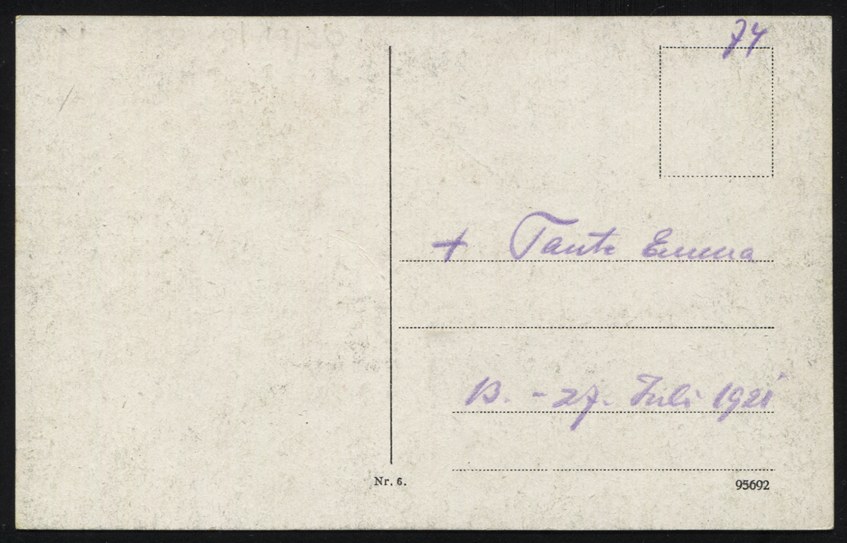 74
+ Tante Emma
13. - 27. Juli 1921
Nr. 6.
95692